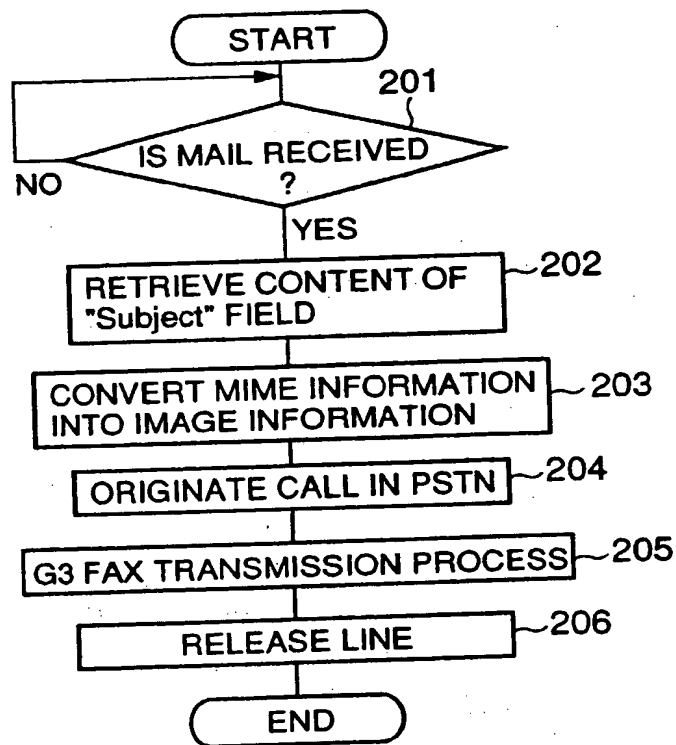 START
201
IS MAIL RECEIVED
?
NO
YES
202
RETRIEVE CONTENT OF
"Subject" FIELD
CONVERT MIME INFORMATION
INTO IMAGE INFORMATION
203
ORIGINATE CALL IN PSTN
204
G3 FAX TRANSMISSION PROCESS
205
RELEASE LINE
206
END